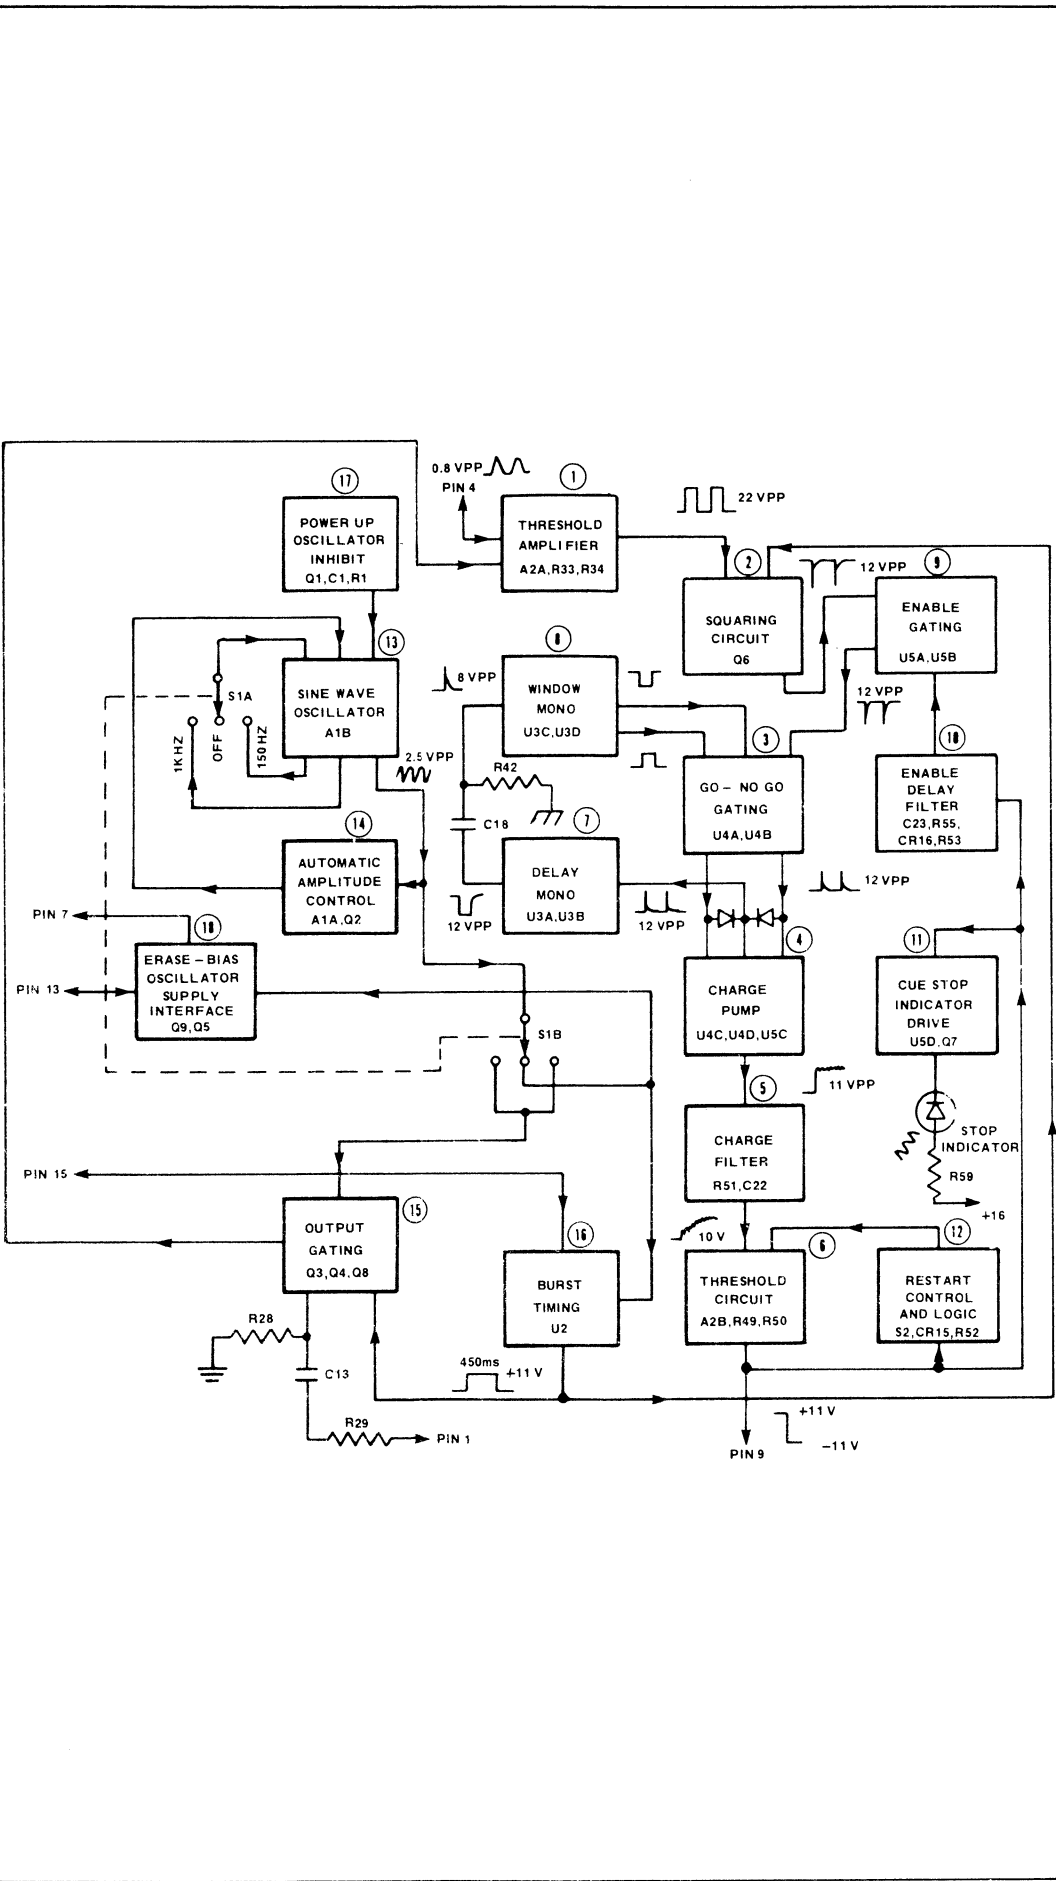 0.8 VPP
PIN 4
1
THRESHOLD
AMPLIFIER
A2A,R33,R34
22 VPP
17
POWER UP
OSCILLATOR
INHIBIT
Q1,C1,R1
2
SQUARING
CIRCUIT
Q6
12 VPP
9
ENABLE
GATING
U5A,U5B
12 VPP
13
SINE WAVE
OSCILLATOR
A1B
S1A
1KHZ
OFF
150HZ
2.5 VPP
8
WINDOW
MONO
U3C,U3D
8 VPP
R42
C18
3
GO – NO GO
GATING
U4A,U4B
10
ENABLE
DELAY
FILTER
C23,R55,
CR16,R53
14
AUTOMATIC
AMPLITUDE
CONTROL
A1A,Q2
7
DELAY
MONO
U3A,U3B
12 VPP
12 VPP
12 VPP
PIN 7
18
ERASE – BIAS
OSCILLATOR
SUPPLY
INTERFACE
Q9,Q5
PIN 13
4
CHARGE
PUMP
U4C,U4D,U5C
11
CUE STOP
INDICATOR
DRIVE
U5D,Q7
S1B
5
11 VPP
CHARGE
FILTER
R51,C22
STOP
INDICATOR
R59
+16
PIN 15
15
OUTPUT
GATING
Q3,Q4,Q8
16
BURST
TIMING
U2
10 V
6
THRESHOLD
CIRCUIT
A2B,R49,R50
12
RESTART
CONTROL
AND LOGIC
S2,CR15,R52
R28
C13
R29
PIN 1
450ms
+11 V
+11 V
–11 V
PIN 9